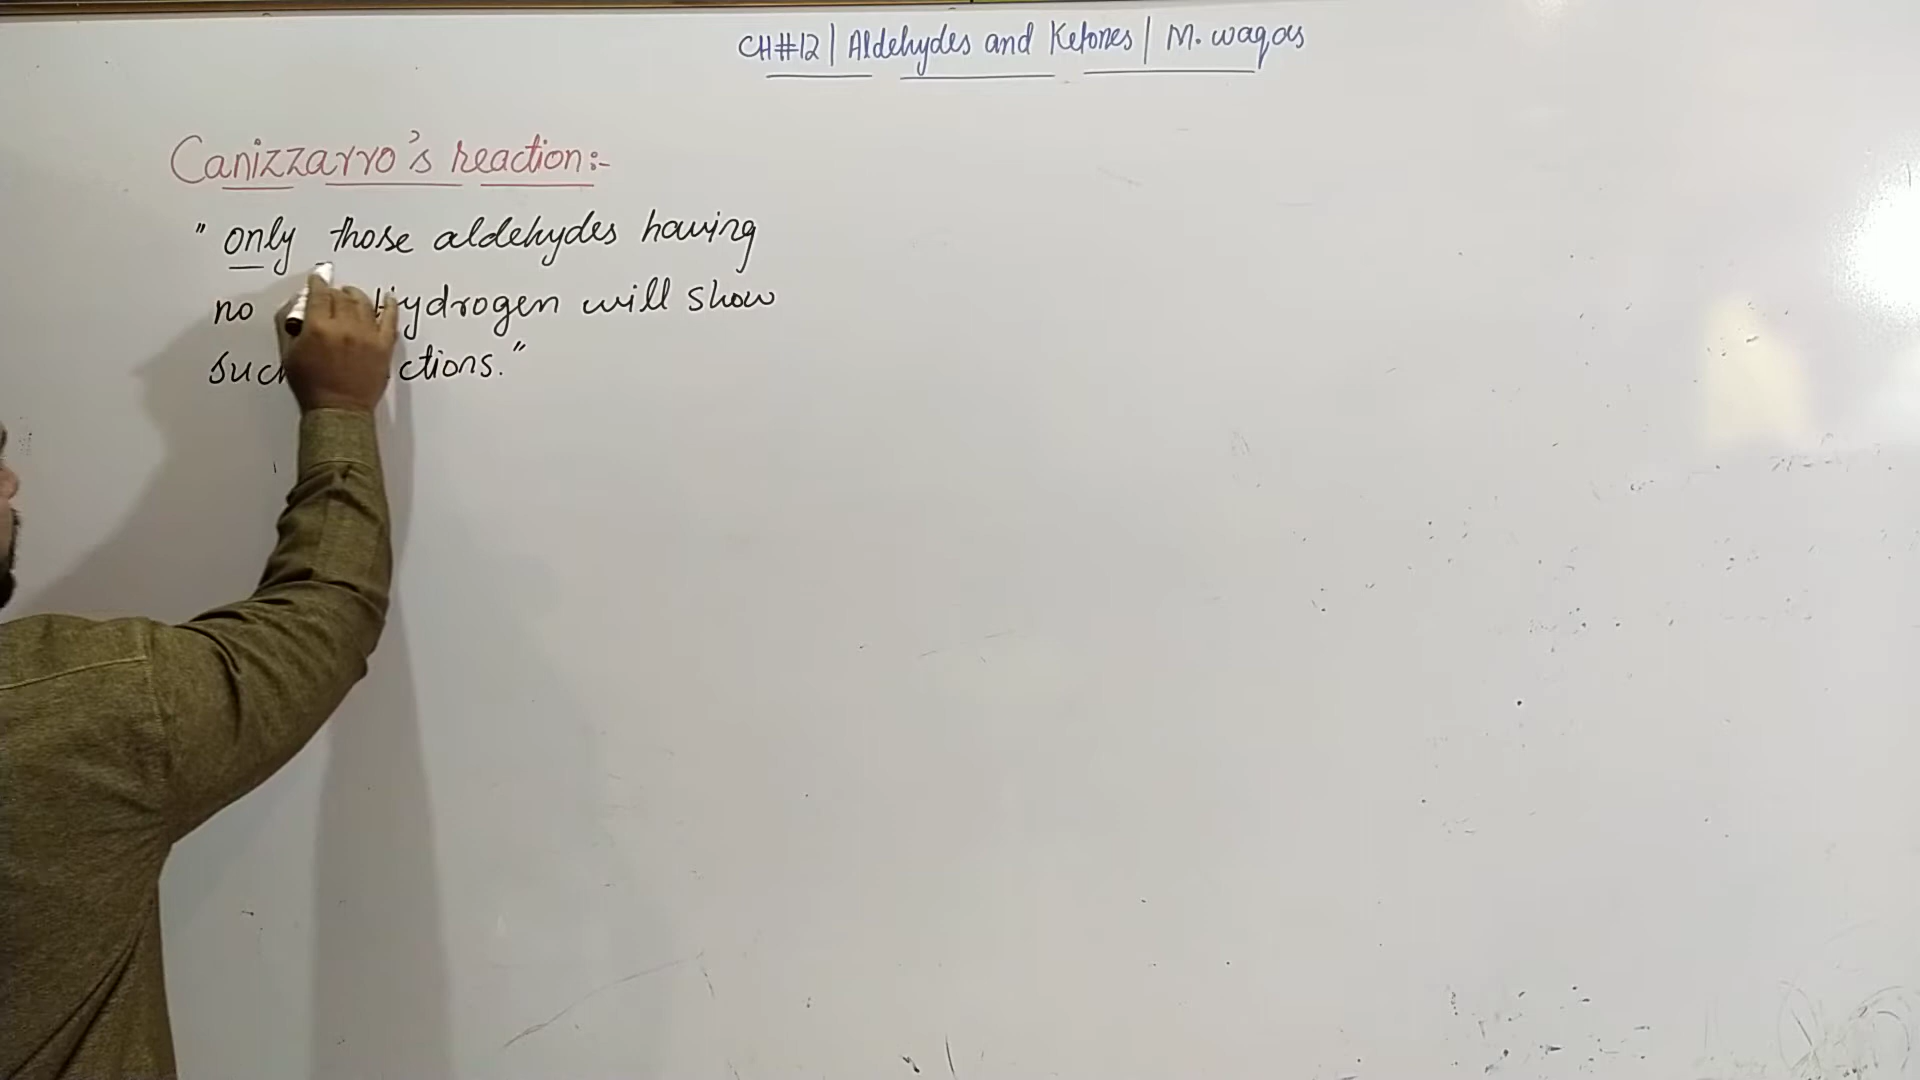 CH#12 | Aldehydes and Ketones | M. waqas
Canizzarro's reaction:-
" only those aldehydes having
no Hydrogen will show
such ctions."